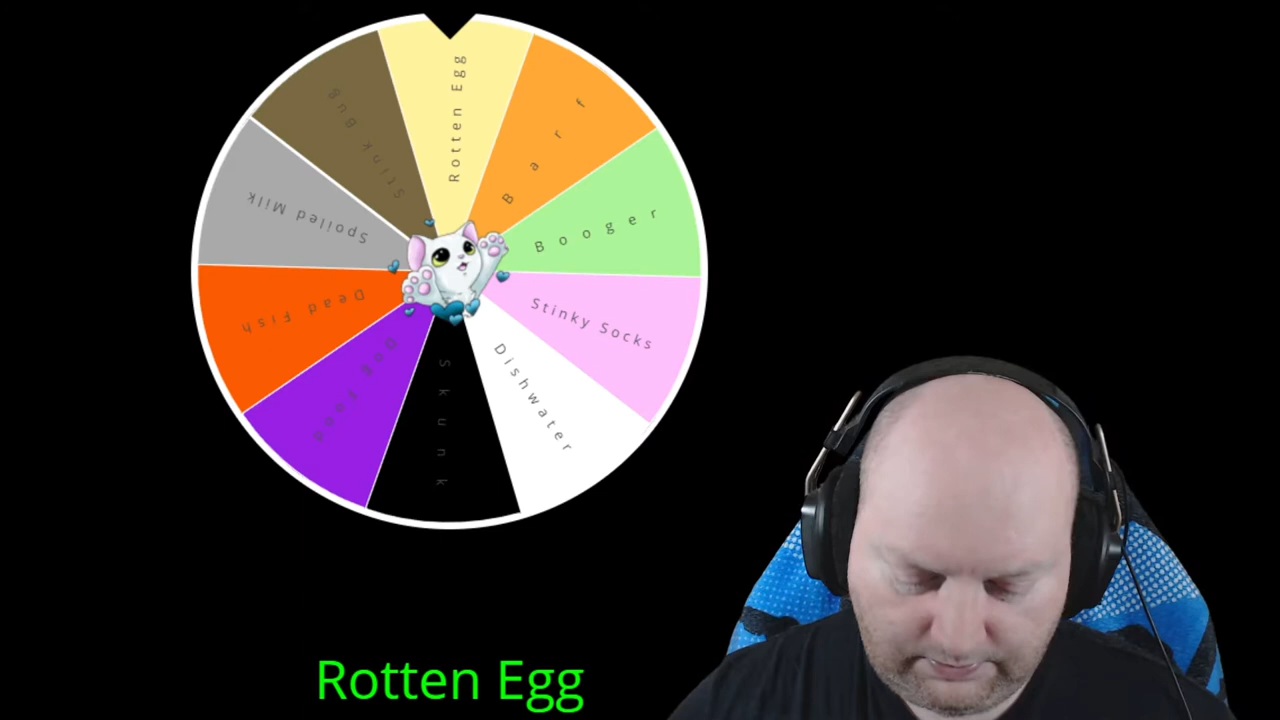 Rotten Egg
Barf
Booger
Stinky Socks
Dishwater
Skunk
Dead Fish
Spoiled Milk
Stink Bug
Rotten Egg